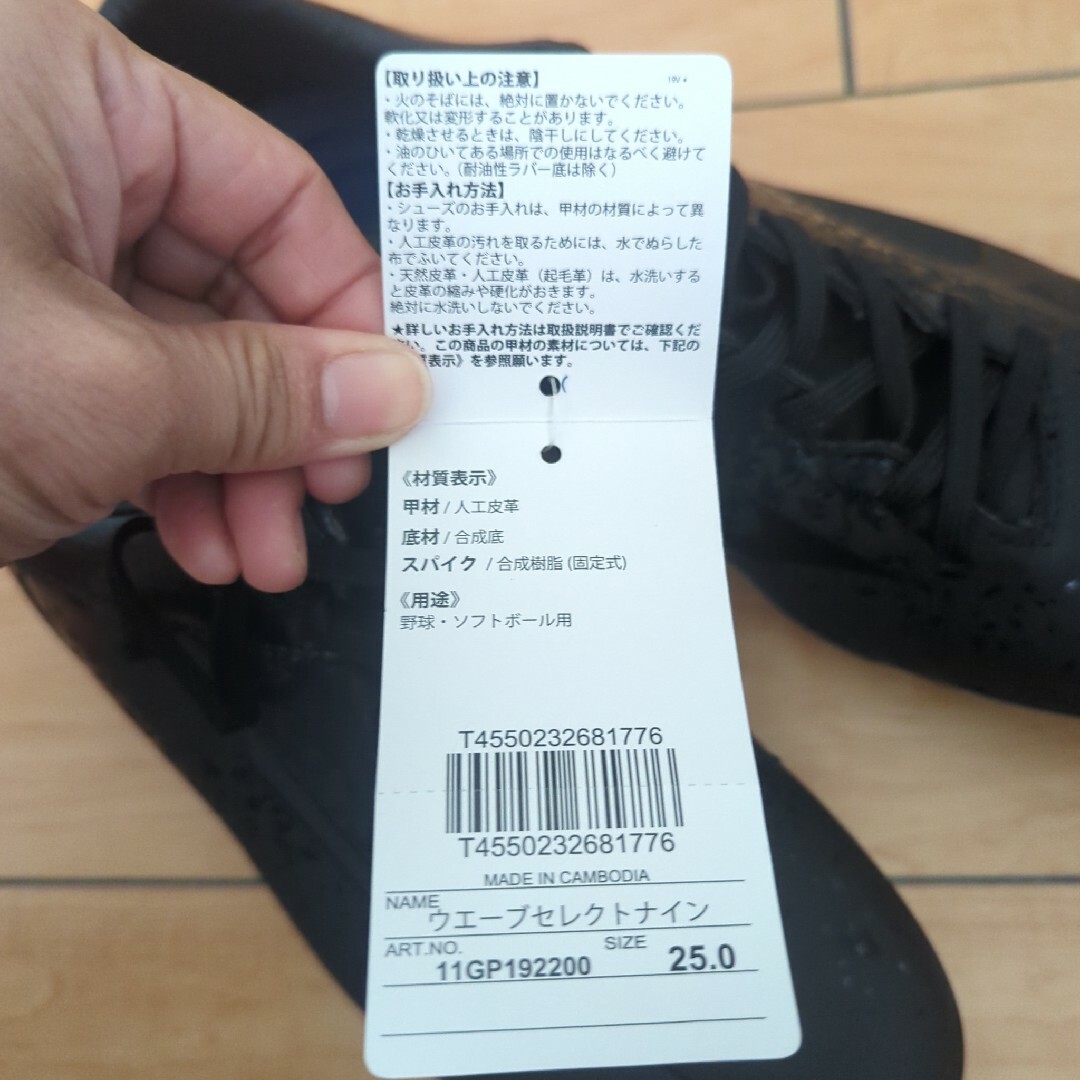 【取り扱い上の注意】
・火のそばには、絶対に置かないでください。
軟化又は変形することがあります。
・乾燥させるときは、陰干しにしてください。
・油のひいてある場所での使用はなるべく避けて
ください。（耐油性ラバー底は除く）
【お手入れ方法】
・シューズのお手入れは、甲材の材質によって異
なります。
・人工皮革の汚れを取るためには、水でぬらした
布でふいてください。
・天然皮革・人工皮革（起毛革）は、水洗いする
と皮革の縮みや硬化がおきます。
絶対に水洗いしないでください。
★詳しいお手入れ方法は取扱説明書でご確認くだ
い。この商品の甲材の素材については、下記の
表示》を参照願います。
《材質表示》
甲材 / 人工皮革
底材 / 合成底
スパイク / 合成樹脂 (固定式)
《用途》
野球・ソフトボール用
T4550232681776
T4550232681776
MADE IN CAMBODIA
NAME ウエーブセレクトナイン
ART.NO. 11GP192200 SIZE 25.0